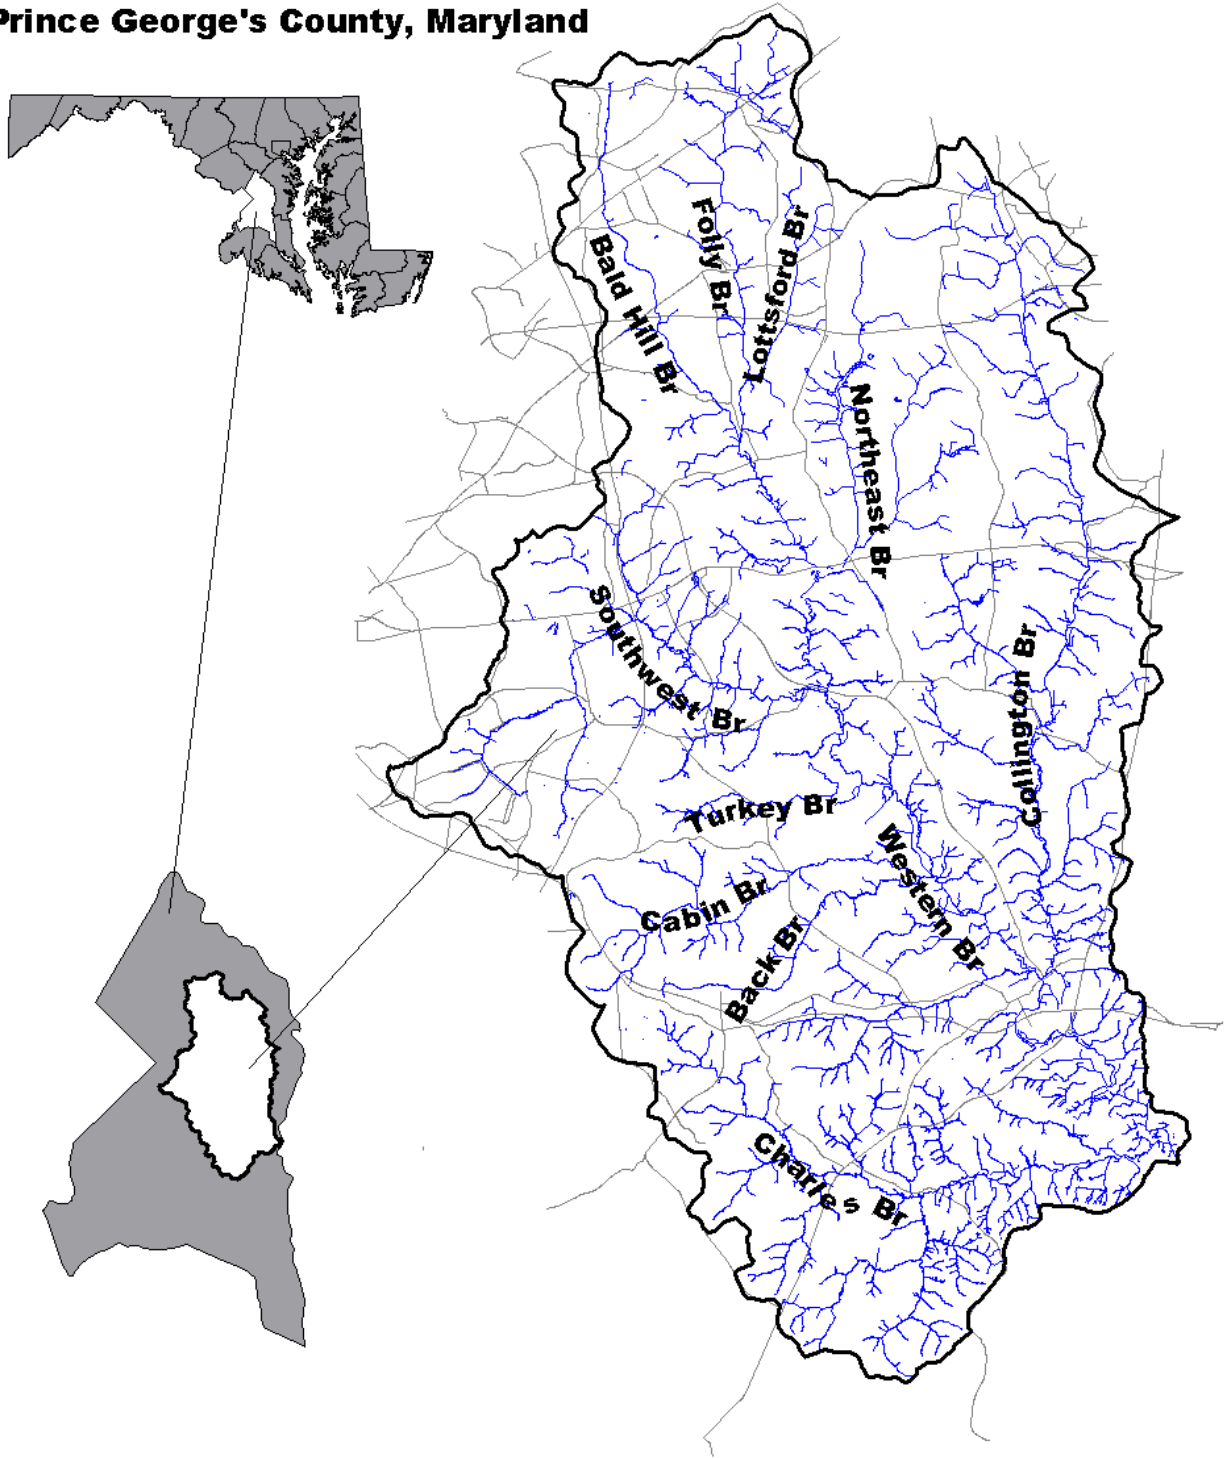 Prince George's County, Maryland
Folly Br
Lottsford Br
Bald Hill Br
Northeast Br
Southwest Br
Collington Br
Turkey Br
Western Br
Cabin Br
Back Br
Charles Br